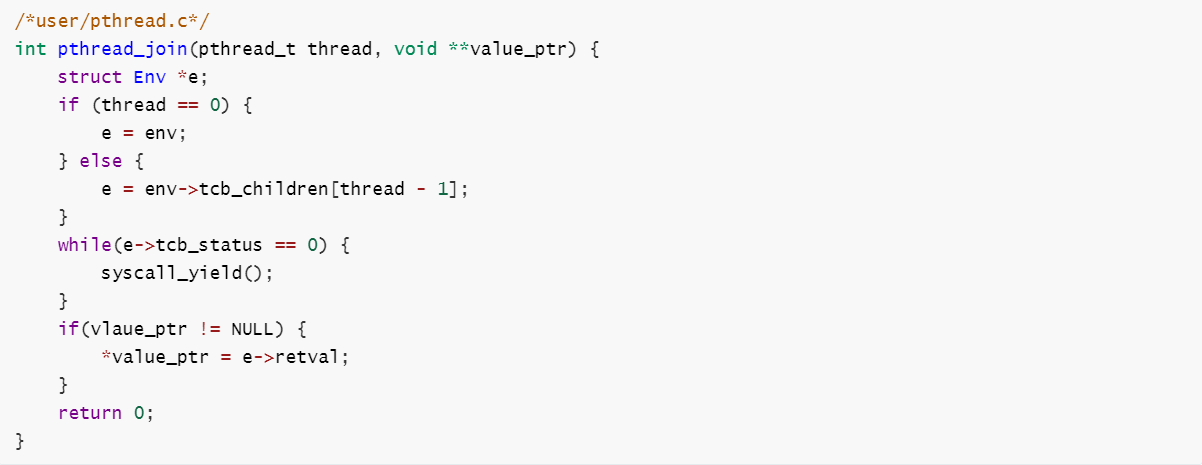 /*user/pthread.c*/
int pthread_join(pthread_t thread, void **value_ptr) {
    struct Env *e;
    if (thread == 0) {
        e = env;
    } else {
        e = env->tcb_children[thread - 1];
    }
    while(e->tcb_status == 0) {
        syscall_yield();
    }
    if(vlaue_ptr != NULL) {
        *value_ptr = e->retval;
    }
    return 0;
}